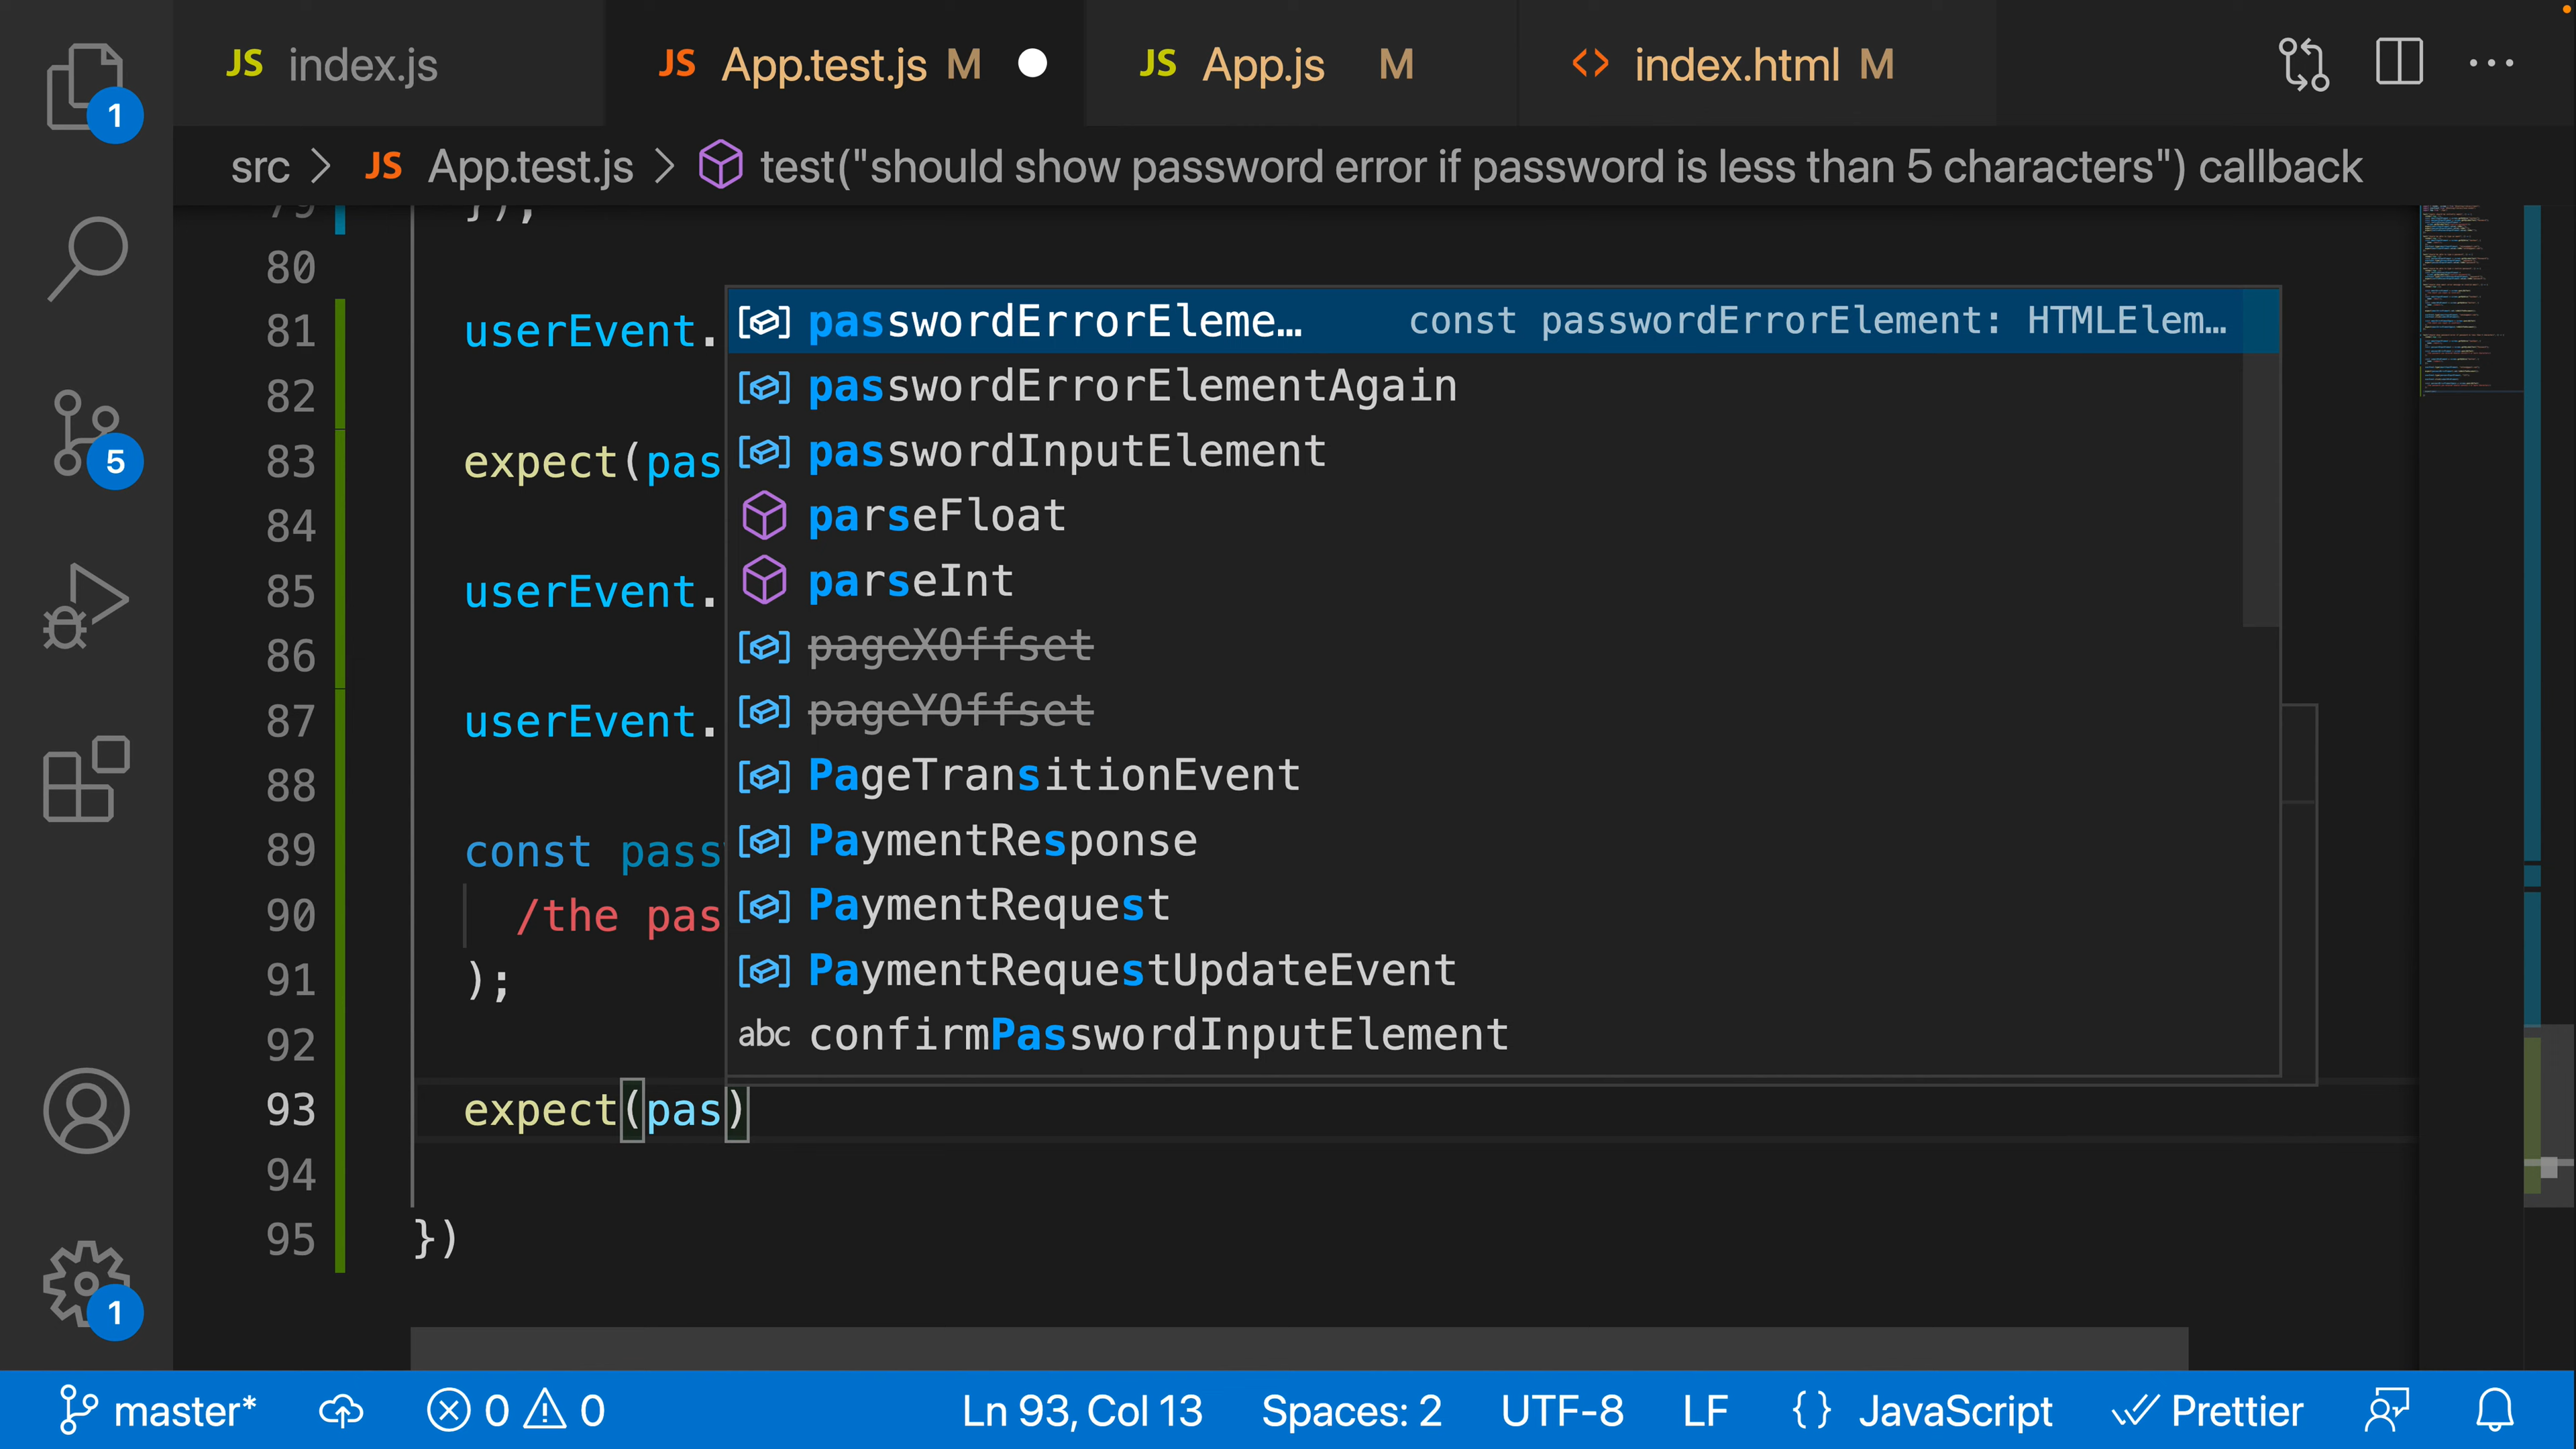 JS index.js JS App.test.js M JS App.js M <> index.html M
src > JS App.test.js > test("should show password error if password is less than 5 characters") callback
79 });
80
81 userEvent.
82
83 expect(pas
84
85 userEvent.
86
87 userEvent.
88
89 const pass
90 /the pas
91 );
92
93 expect(pas)
94
95 })
passwordErrorEleme… const passwordErrorElement: HTMLElem…
passwordErrorElementAgain
passwordInputElement
parseFloat
parseInt
pageXOffset
pageYOffset
PageTransitionEvent
PaymentResponse
PaymentRequest
PaymentRequestUpdateEvent
abc confirmPasswordInputElement
1
5
1
master* 0 0 Ln 93, Col 13 Spaces: 2 UTF-8 LF {} JavaScript Prettier